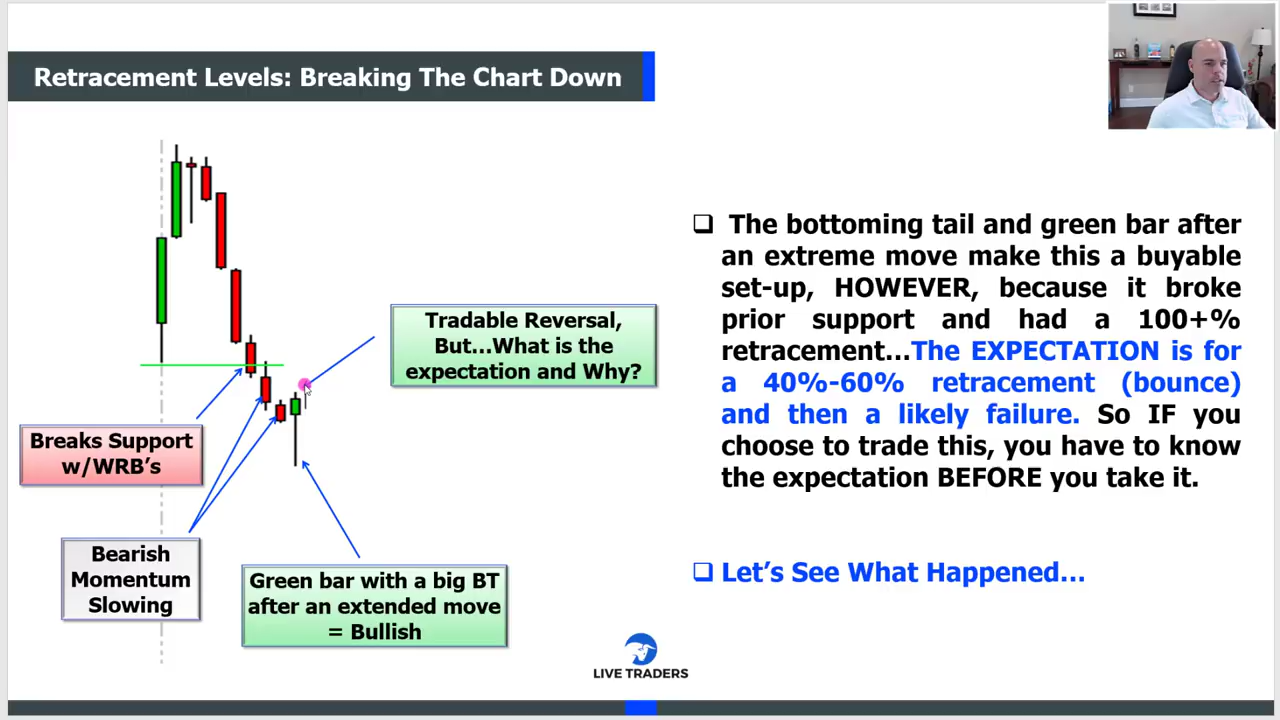 Retracement Levels: Breaking The Chart Down
Tradable Reversal,
But...What is the
expectation and Why?
Breaks Support
w/WRB's
Bearish
Momentum
Slowing
Green bar with a big BT
after an extended move
= Bullish
The bottoming tail and green bar after
an extreme move make this a buyable
set-up, HOWEVER, because it broke
prior support and had a 100+%
retracement...The EXPECTATION is for
a 40%-60% retracement (bounce)
and then a likely failure. So IF you
choose to trade this, you have to know
the expectation BEFORE you take it.
Let's See What Happened...
LIVE TRADERS